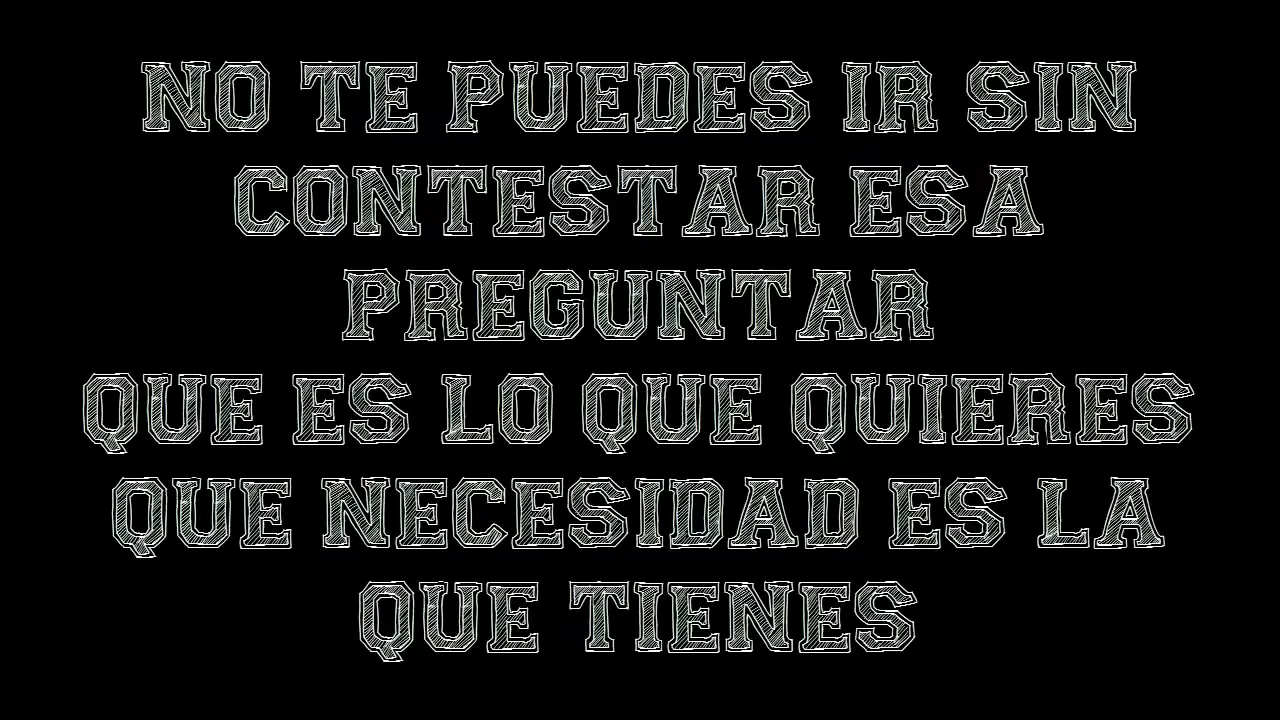 NO TE PUEDES IR SIN
CONTESTAR ESA
PREGUNTAR
QUE ES LO QUE QUIERES
QUE NECESIDAD ES LA
QUE TIENES